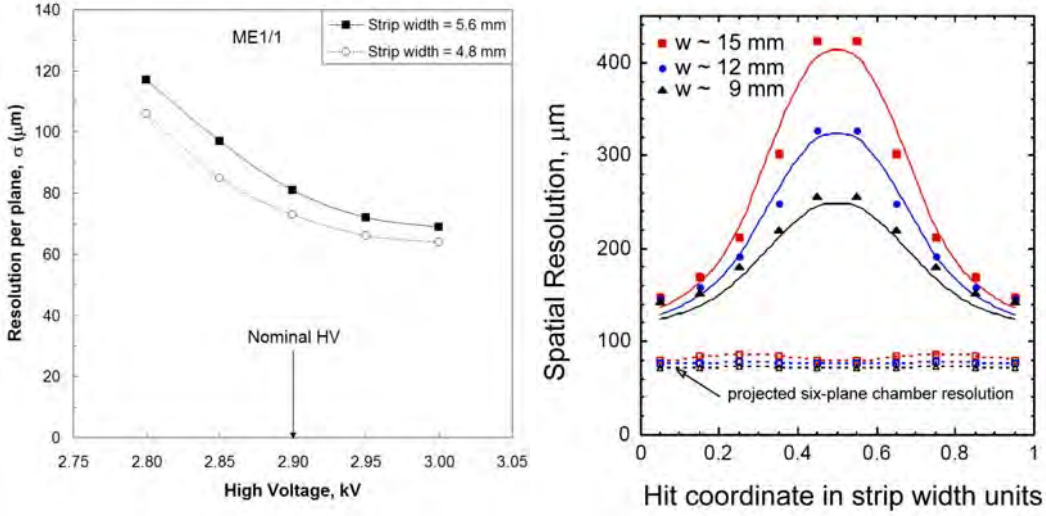 140
120
100
80
60
40
20
0
Resolution per plane, σ (µm)
ME1/1
Strip width = 5.6 mm
Strip width = 4.8 mm
Nominal HV
2.75 2.80 2.85 2.90 2.95 3.00 3.05
High Voltage, kV
400
300
200
100
0
Spatial Resolution, µm
w ~ 15 mm
w ~ 12 mm
w ~ 9 mm
projected six-plane chamber resolution
0 0.2 0.4 0.6 0.8 1
Hit coordinate in strip width units